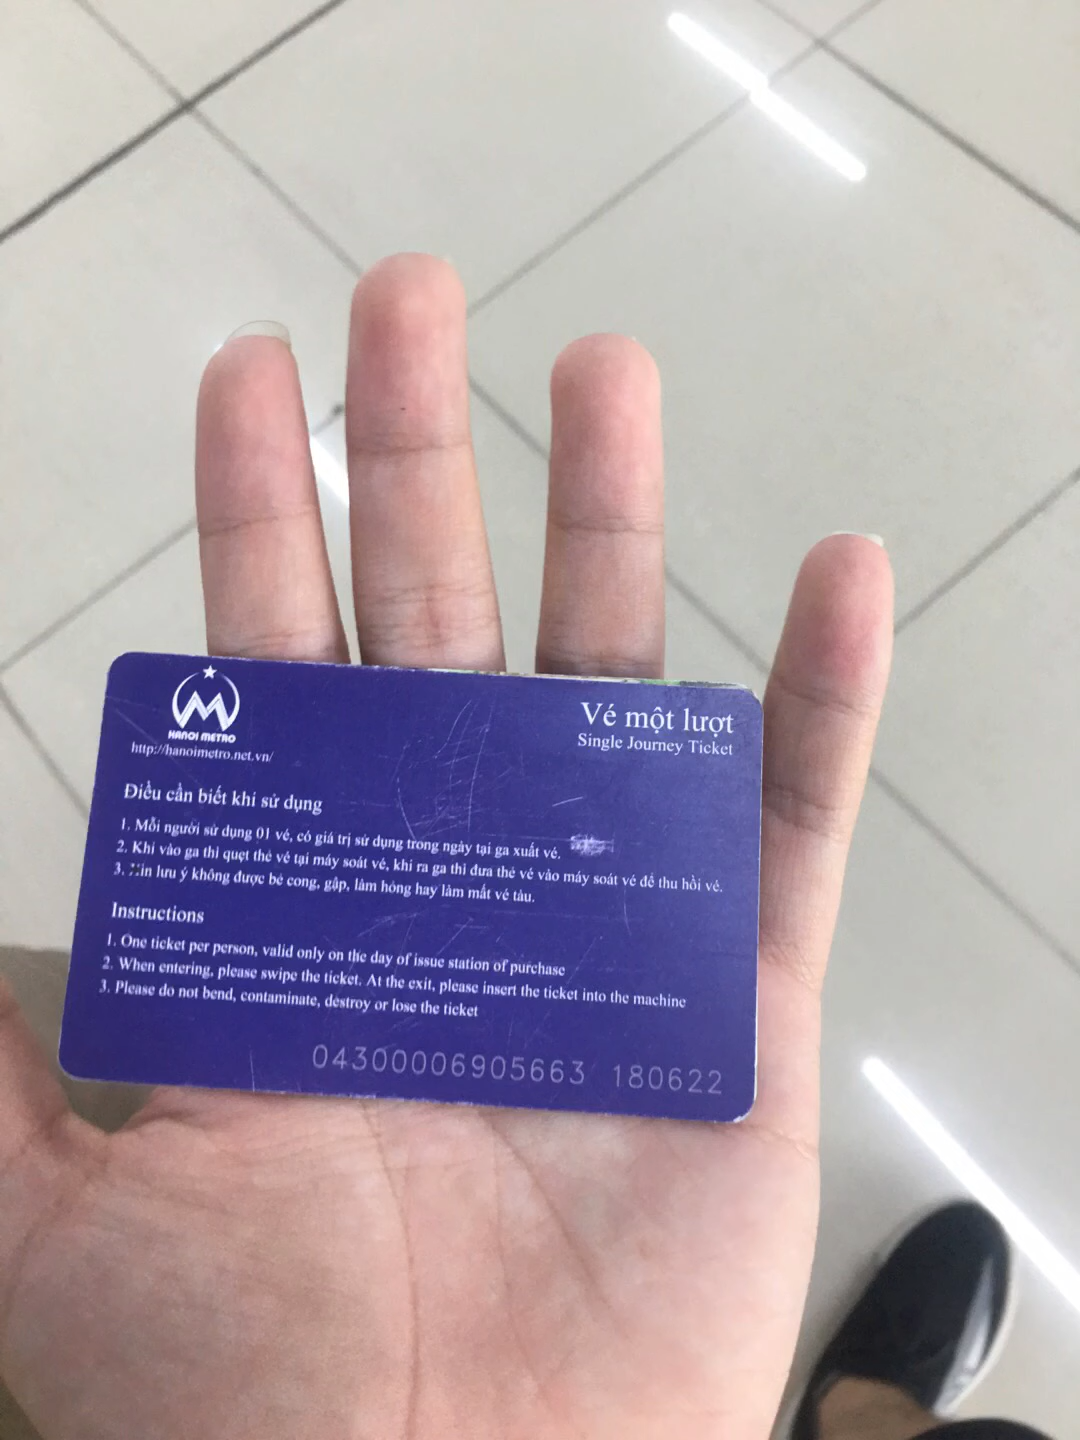 HANOI METRO
http://hanoimetro.net.vn/
Vé một lượt
Single Journey Ticket
Điều cần biết khi sử dụng
1. Mỗi người sử dụng 01 vé, có giá trị sử dụng trong ngày tại ga xuất vé.
2. Khi vào ga thì quẹt thẻ vé tại máy soát vé, khi ra ga thì đưa thẻ vé vào máy soát vé để thu hồi vé.
3. Xin lưu ý không được bẻ cong, gập, làm hỏng hay làm mất vé tàu.
Instructions
1. One ticket per person, valid only on the day of issue station of purchase
2. When entering, please swipe the ticket. At the exit, please insert the ticket into the machine
3. Please do not bend, contaminate, destroy or lose the ticket
04300006905663 180622